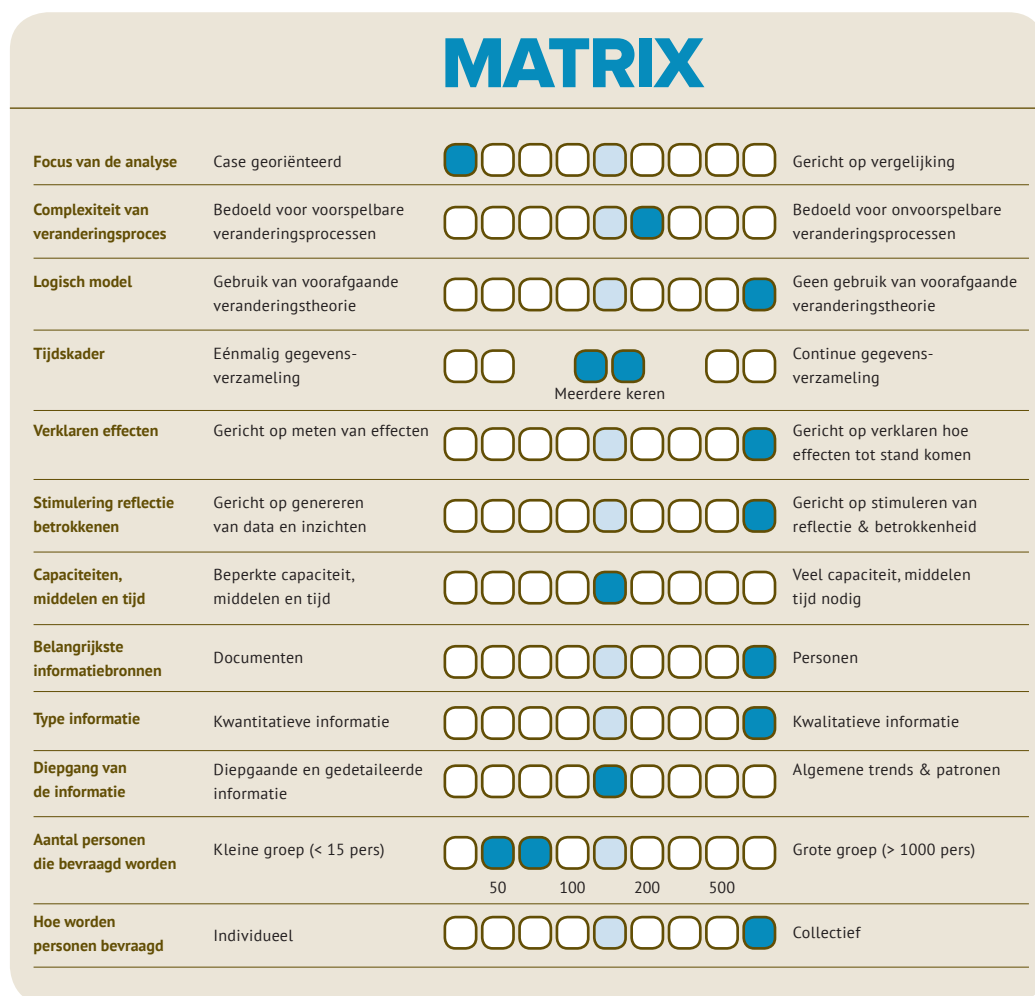 MATRIX
Focus van de analyse
Case georiënteerd
Gericht op vergelijking
Complexiteit van
veranderingsproces
Bedoeld voor voorspelbare
veranderingsprocessen
Bedoeld voor onvoorspelbare
veranderingsprocessen
Logisch model
Gebruik van voorafgaande
veranderingstheorie
Geen gebruik van voorafgaande
veranderingstheorie
Tijdskader
Eénmalig gegevens-
verzameling
Meerdere keren
Continue gegevens-
verzameling
Verklaren effecten
Gericht op meten van effecten
Gericht op verklaren hoe
effecten tot stand komen
Stimulering reflectie
betrokkenen
Gericht op genereren
van data en inzichten
Gericht op stimuleren van
reflectie & betrokkenheid
Capaciteiten,
middelen en tijd
Beperkte capaciteit,
middelen en tijd
Veel capaciteit, middelen
tijd nodig
Belangrijkste
informatiebronnen
Documenten
Personen
Type informatie
Kwantitatieve informatie
Kwalitatieve informatie
Diepgang van
de informatie
Diepgaande en gedetaileerde
informatie
Algemene trends & patronen
Aantal personen
die bevraagd worden
Kleine groep (< 15 pers)
50 100 200 500
Grote groep (> 1000 pers)
Hoe worden
personen bevraagd
Individueel
Collectief